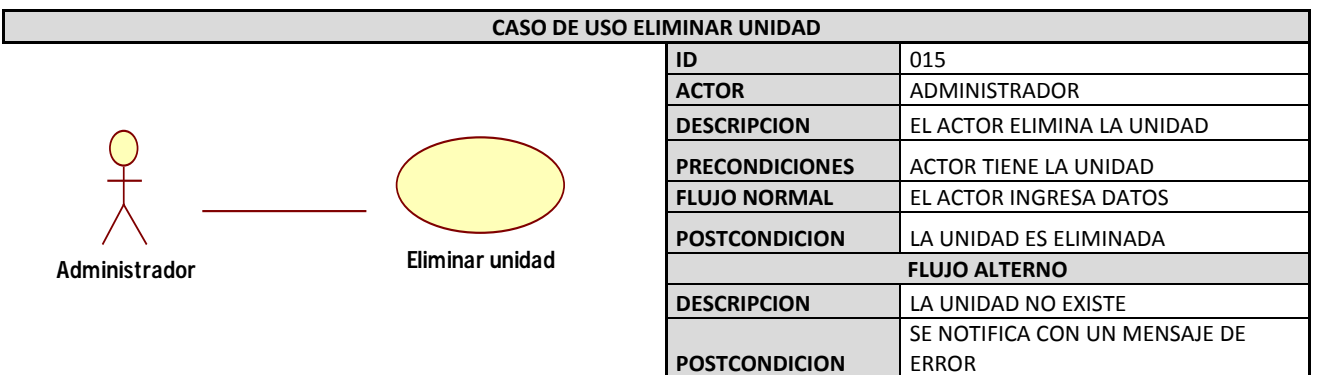 CASO DE USO ELIMINAR UNIDAD
ID 015
ACTOR ADMINISTRADOR
DESCRIPCION EL ACTOR ELIMINA LA UNIDAD
PRECONDICIONES ACTOR TIENE LA UNIDAD
FLUJO NORMAL EL ACTOR INGRESA DATOS
POSTCONDICION LA UNIDAD ES ELIMINADA
FLUJO ALTERNO
DESCRIPCION LA UNIDAD NO EXISTE
POSTCONDICION SE NOTIFICA CON UN MENSAJE DE
ERROR
Administrador
Eliminar unidad